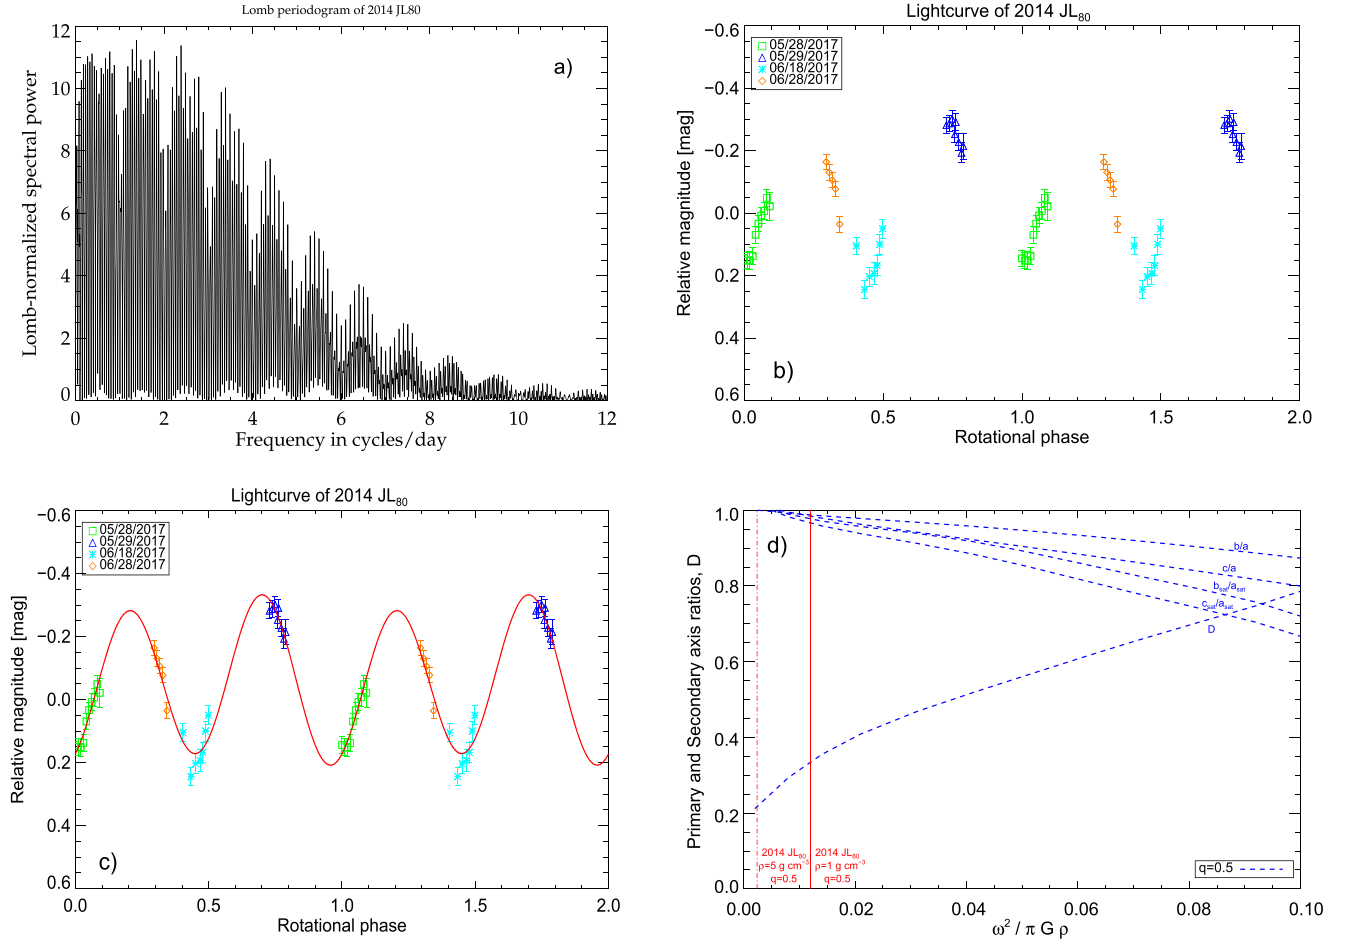 Lomb periodogram of 2014 JL80
12
10
8
6
4
2
0
Lomb-normalized spectral power
a)
0 2 4 6 8 10 12
Frequency in cycles/day
Lightcurve of 2014 JL80
05/28/2017
05/29/2017
06/18/2017
06/28/2017
−0.6
−0.4
−0.2
0.0
0.2
0.4
0.6
Relative magnitude [mag]
b)
0.0 0.5 1.0 1.5 2.0
Rotational phase
Lightcurve of 2014 JL80
05/28/2017
05/29/2017
06/18/2017
06/28/2017
−0.6
−0.4
−0.2
0.0
0.2
0.4
0.6
Relative magnitude [mag]
c)
0.0 0.5 1.0 1.5 2.0
Rotational phase
1.0
0.8
0.6
0.4
0.2
0.0
Primary and Secondary axis ratios, D
d)
b/a
c/a
bsat/asat
csat/asat
D
2014 JL80 2014 JL80
ρ=5 g cm−3 ρ=1 g cm−3
q=0.5 q=0.5
q=0.5
0.00 0.02 0.04 0.06 0.08 0.10
ω² / π G ρ